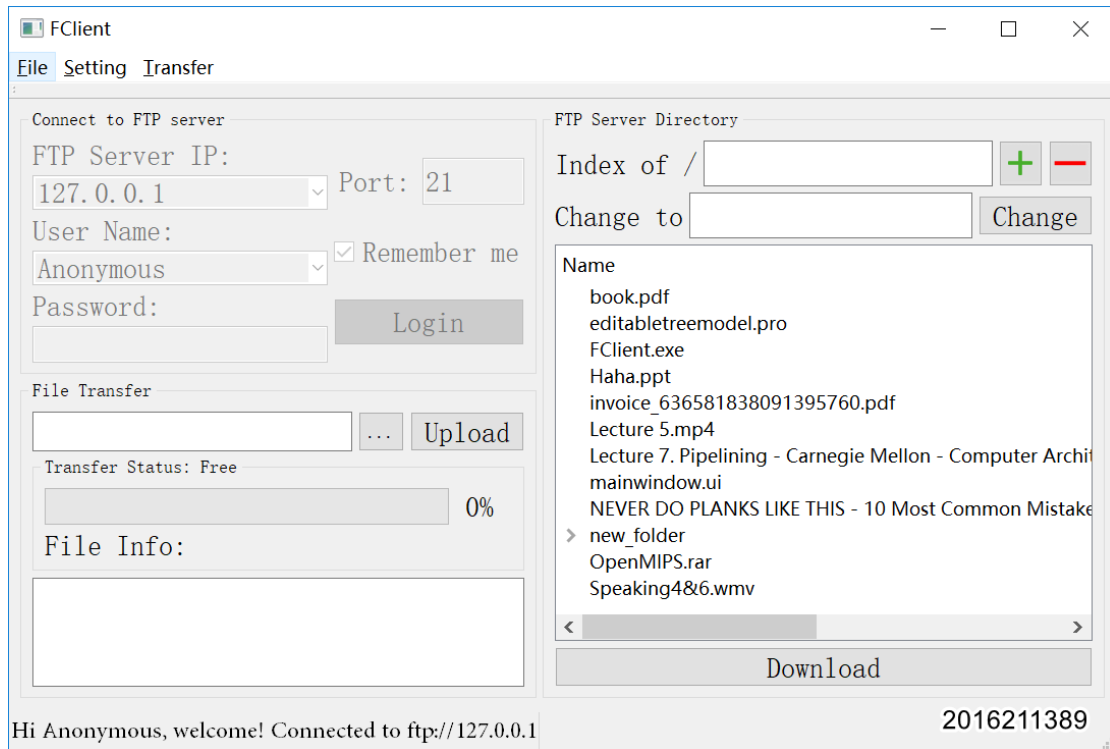 FClient
File Setting Transfer
Connect to FTP server
FTP Server IP:
127.0.0.1
Port: 21
User Name:
Anonymous
Remember me
Password:
Login
File Transfer
... Upload
Transfer Status: Free
0%
File Info:
FTP Server Directory
Index of /
Change to Change
Name
book.pdf
editabletreemodel.pro
FClient.exe
Haha.ppt
invoice_636581838091395760.pdf
Lecture 5.mp4
Lecture 7. Pipelining - Carnegie Mellon - Computer Archit
mainwindow.ui
NEVER DO PLANKS LIKE THIS - 10 Most Common Mistake
new_folder
OpenMIPS.rar
Speaking4&6.wmv
Download
Hi Anonymous, welcome! Connected to ftp://127.0.0.1
2016211389